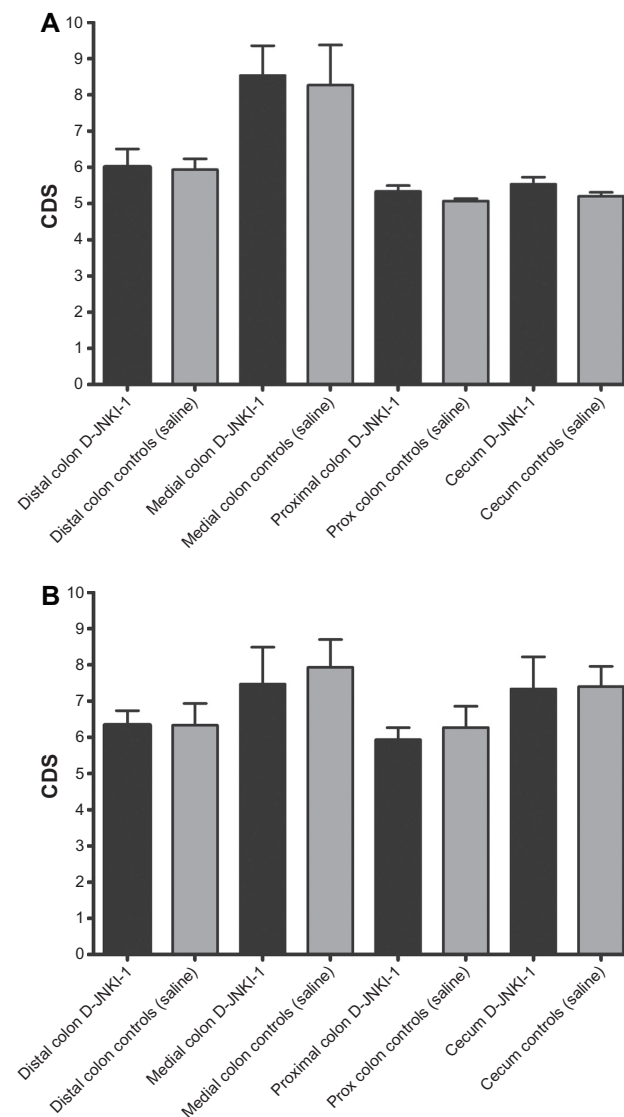 A
10
9
8
7
6
5
4
3
2
1
0
CDS
Distal colon D-JNKI-1
Distal colon controls (saline)
Medial colon D-JNKI-1
Medial colon controls (saline)
Proximal colon D-JNKI-1
Prox colon controls (saline)
Cecum D-JNKI-1
Cecum controls (saline)
B
10
9
8
7
6
5
4
3
2
1
0
CDS
Distal colon D-JNKI-1
Distal colon controls (saline)
Medial colon D-JNKI-1
Medial colon controls (saline)
Proximal colon D-JNKI-1
Prox colon controls (saline)
Cecum D-JNKI-1
Cecum controls (saline)